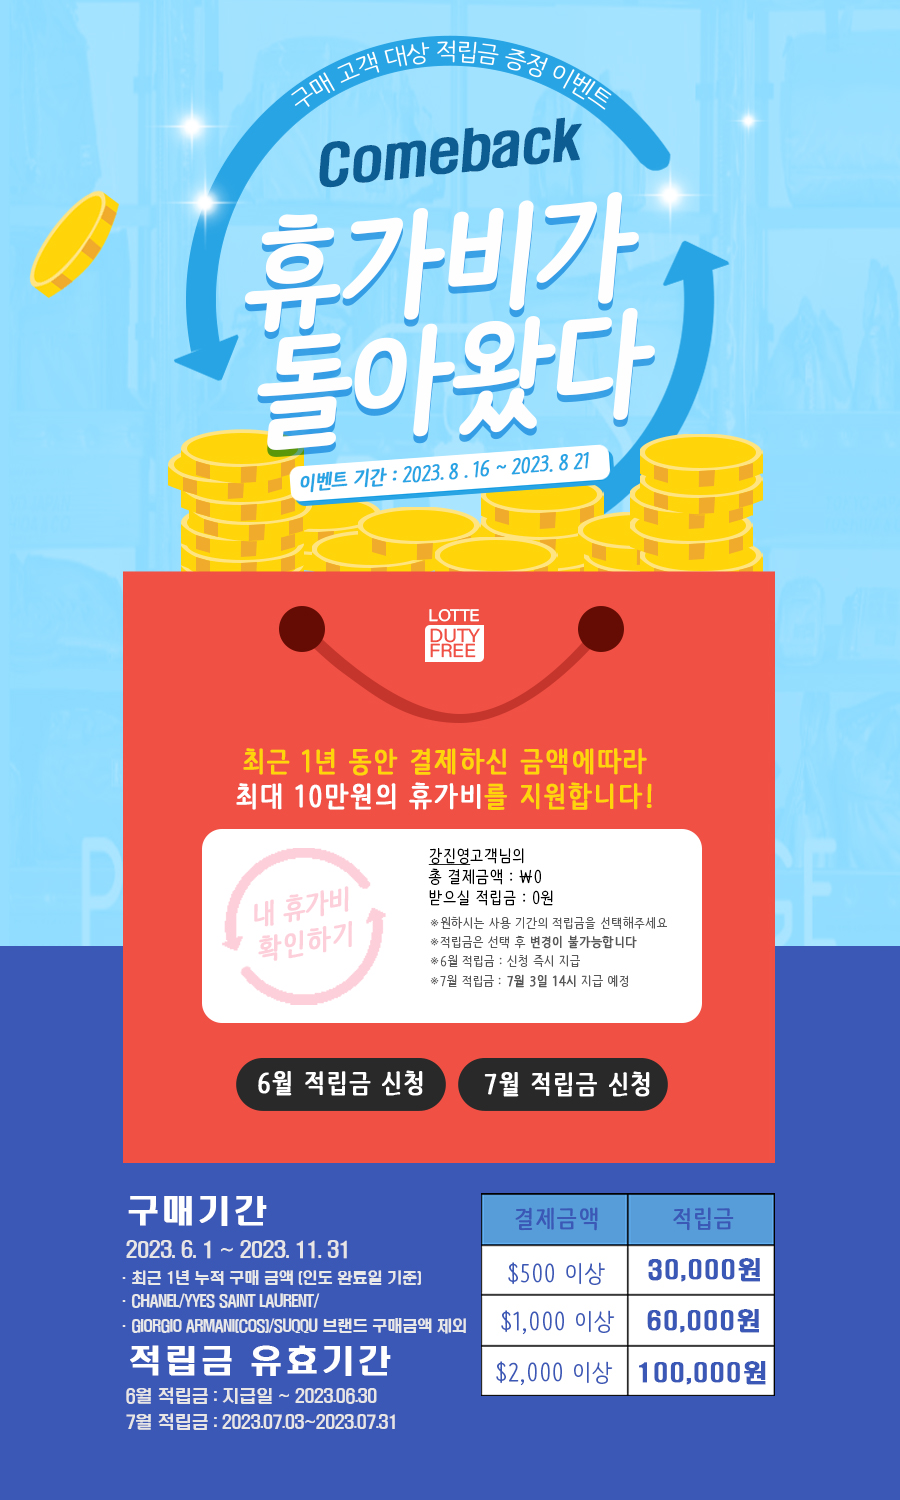 구매 고객 대상 적립금 증정 이벤트
Comeback
휴가비가
돌아왔다
이벤트 기간 : 2023. 8 . 16 ~ 2023. 8 21
LOTTE
DUTY
FREE
최근 1년 동안 결제하신 금액에따라
최대 10만원의 휴가비를 지원합니다!
내 휴가비
확인하기
강진영고객님의
총 결제금액 : ₩0
받으실 적립금 : 0원
※원하시는 사용 기간의 적립금을 선택해주세요
※적립금은 선택 후 변경이 불가능합니다
※6월 적립금 : 신청 즉시 지급
※7월 적립금 : 7월 3일 14시 지급 예정
6월 적립금 신청
7월 적립금 신청
구매기간
2023. 6. 1 ~ 2023. 11. 31
· 최근 1년 누적 구매 금액 (인도 완료일 기준)
· CHANEL/YYES SAINT LAURENT/
· GIORGIO ARMANI(COS)/SUQQU 브랜드 구매금액 제외
적립금 유효기간
6월 적립금 : 지급일 ~ 2023.06.30
7월 적립금 : 2023.07.03~2023.07.31
결제금액 적립금
$500 이상 30,000원
$1,000 이상 60,000원
$2,000 이상 100,000원